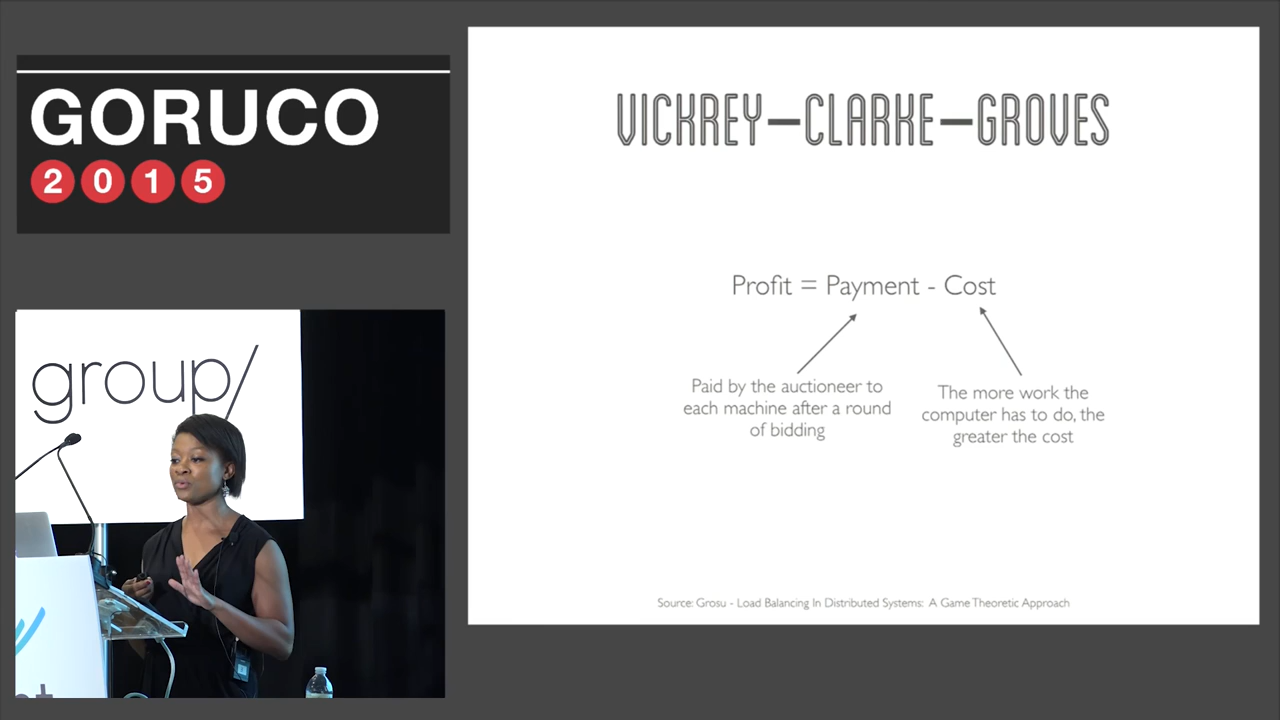 GORUCO
2015
group/
VICKREY-CLARKE-GROVES
Profit = Payment - Cost
Paid by the auctioneer to
each machine after a round
of bidding
The more work the
computer has to do, the
greater the cost
Source: Grosu - Load Balancing In Distributed Systems: A Game Theoretic Approach